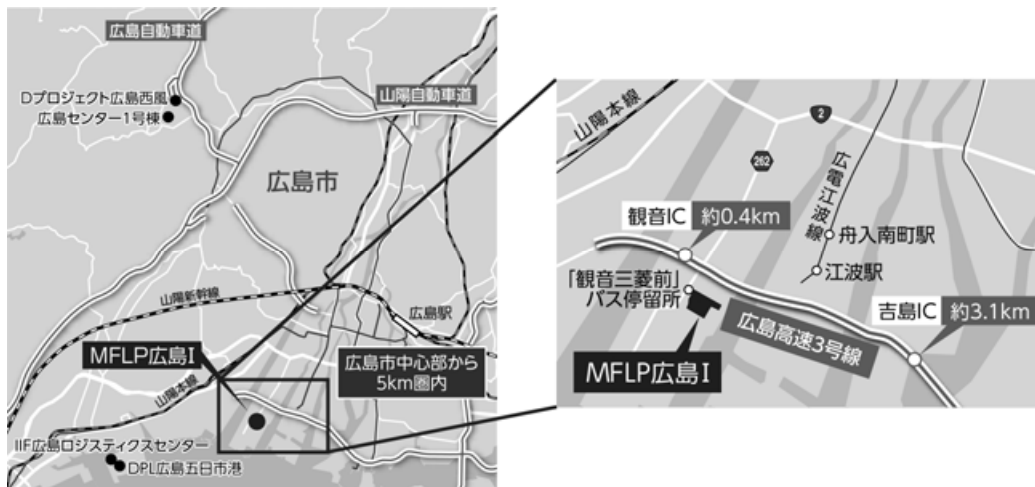 広島自動車道
山陽自動車道
Dプロジェクト広島西風
広島センター1号棟
広島市
山陽新幹線
広島駅
MFLP広島Ⅰ
広島市中心部から
5km圏内
山陽本線
IIF広島ロジスティクスセンター
DPL広島五日市港
山陽本線
2
262
広電江波線
観音IC
約0.4km
舟入南町駅
江波駅
「観音三菱前」
バス停留所
吉島IC
約3.1km
広島高速3号線
MFLP広島Ⅰ